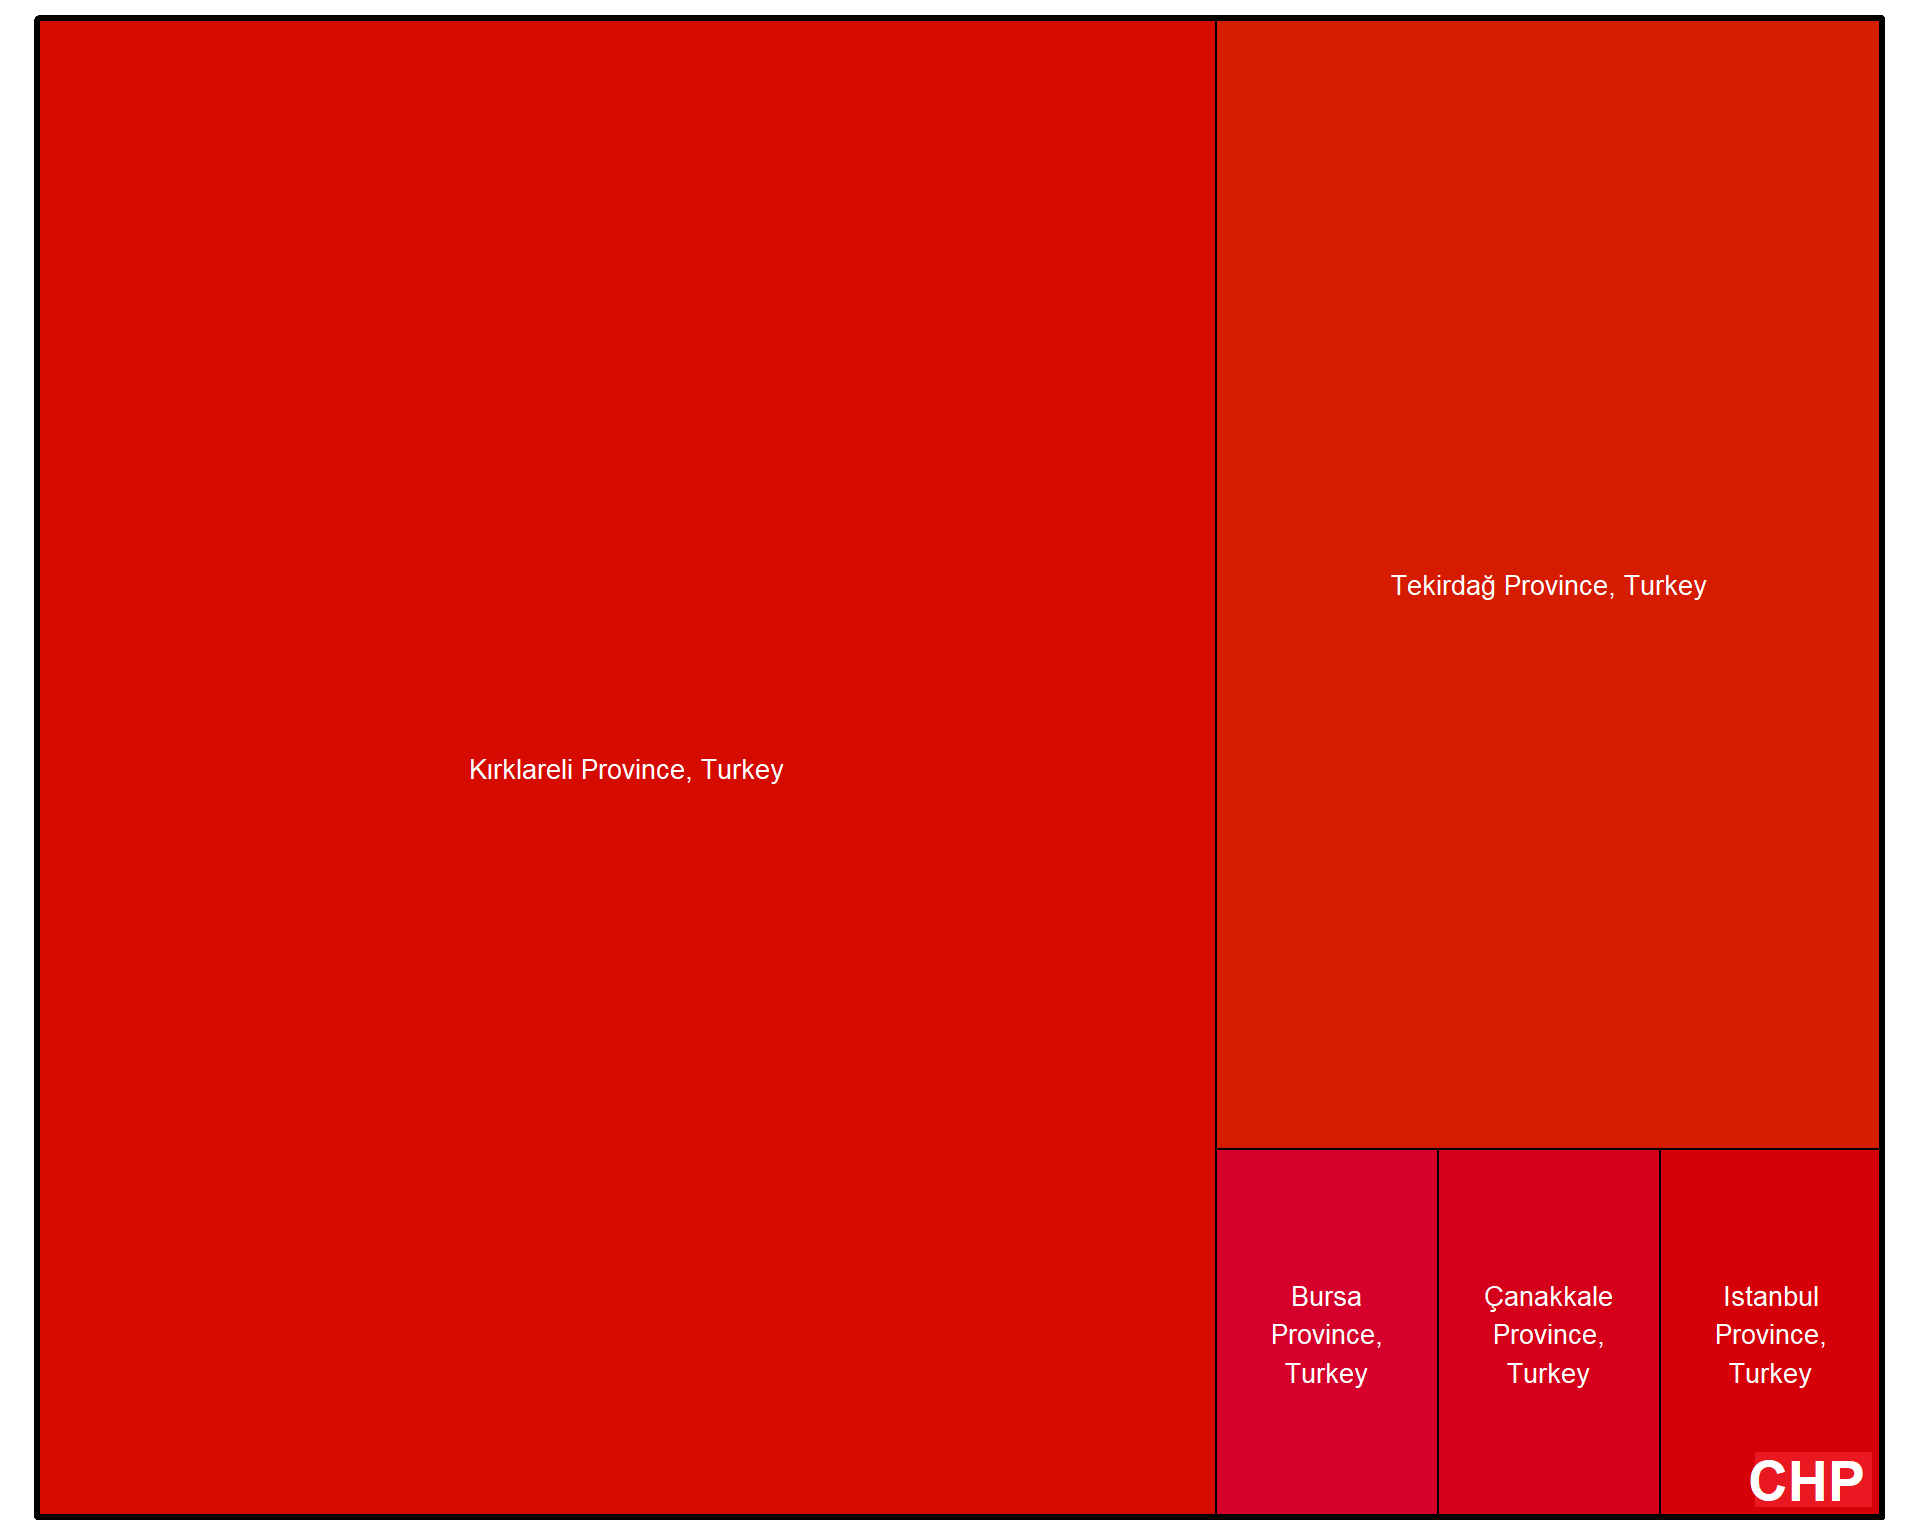 Kırklareli Province, Turkey
Tekirdağ Province, Turkey
Bursa
Province,
Turkey
Çanakkale
Province,
Turkey
Istanbul
Province,
Turkey
CHP